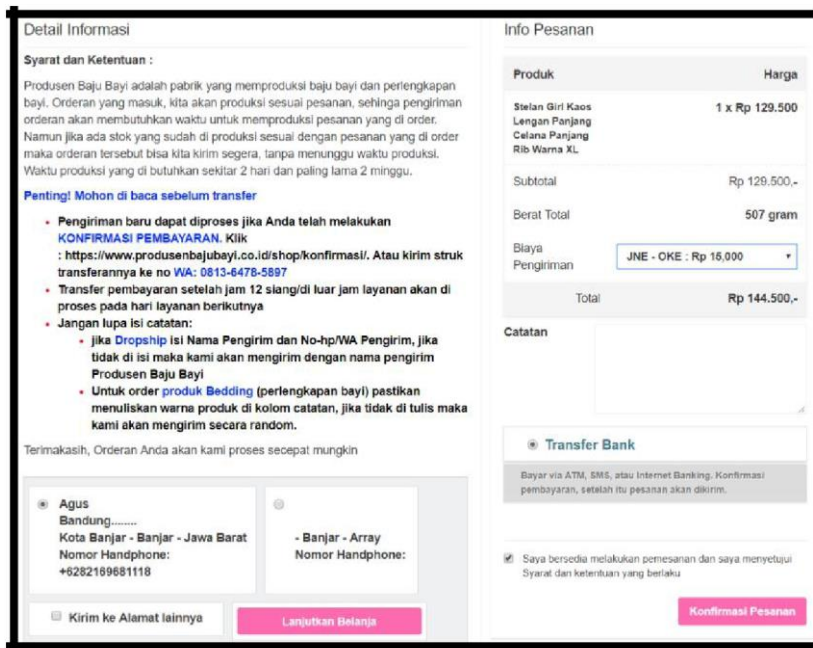 Detail Informasi
Syarat dan Ketentuan :
Produsen Baju Bayi adalah pabrik yang memproduksi baju bayi dan perlengkapan
bayi. Orderan yang masuk, kita akan produksi sesuai pesanan, sehinga pengiriman
orderan akan membutuhkan waktu untuk memproduksi pesanan yang di order.
Namun jika ada stok yang sudah di produksi sesuai dengan pesanan yang di order
maka orderan tersebut bisa kita kirim segera, tanpa menunggu waktu produksi.
Waktu produksi yang di butuhkan sekitar 2 hari dan paling lama 2 minggu.
Penting! Mohon di baca sebelum transfer
• Pengiriman baru dapat diproses jika Anda telah melakukan
KONFIRMASI PEMBAYARAN. Klik
: https://www.produsenbajubayi.co.id/shop/konfirmasi/. Atau kirim struk
transferannya ke no WA: 0813-6478-5897
• Transfer pembayaran setelah jam 12 siang/di luar jam layanan akan di
proses pada hari layanan berikutnya
• Jangan lupa isi catatan:
• jika Dropship isi Nama Pengirim dan No-hp/WA Pengirim, jika
tidak di isi maka kami akan mengirim dengan nama pengirim
Produsen Baju Bayi
• Untuk order produk Bedding (perlengkapan bayi) pastikan
menuliskan warna produk di kolom catatan, jika tidak di tulis maka
kami akan mengirim secara random.
Terimakasih, Orderan Anda akan kami proses secepat mungkin
Agus
Bandung........
Kota Banjar - Banjar - Jawa Barat
Nomor Handphone:
+6282169681118
- Banjar - Array
Nomor Handphone:
Kirim ke Alamat lainnya
Lanjutkan Belanja
Info Pesanan
Produk Harga
Stelan Girl Kaos 1 x Rp 129.500
Lengan Panjang
Celana Panjang
Rib Warna XL
Subtotal Rp 129.500,-
Berat Total 507 gram
Biaya
Pengiriman JNE - OKE : Rp 15,000
Total Rp 144.500,-
Catatan
Transfer Bank
Bayar via ATM, SMS, atau Internet Banking. Konfirmasi
pembayaran, setelah itu pesanan akan dikirim.
Saya bersedia melakukan pemesanan dan saya menyetujui
Syarat dan ketentuan yang berlaku
Konfirmasi Pesanan